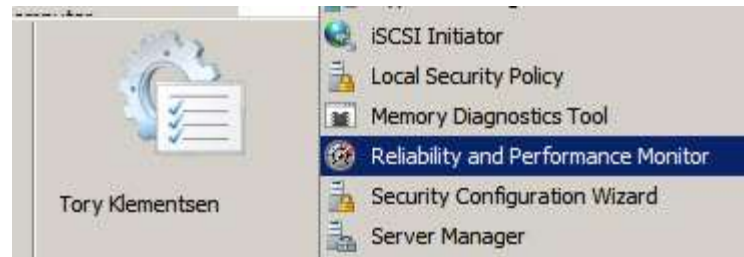 Tory Klementsen
iSCSI Initiator
Local Security Policy
Memory Diagnostics Tool
Reliability and Performance Monitor
Security Configuration Wizard
Server Manager